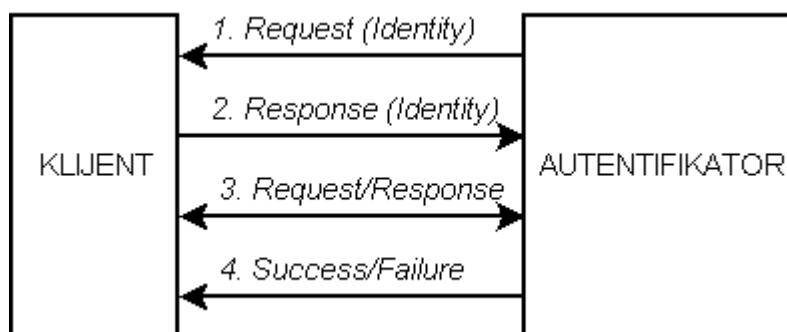 1. Request (Identity)
2. Response (Identity)
KLIJENT
AUTENTIFIKATOR
3. Request/Response
4. Success/Failure